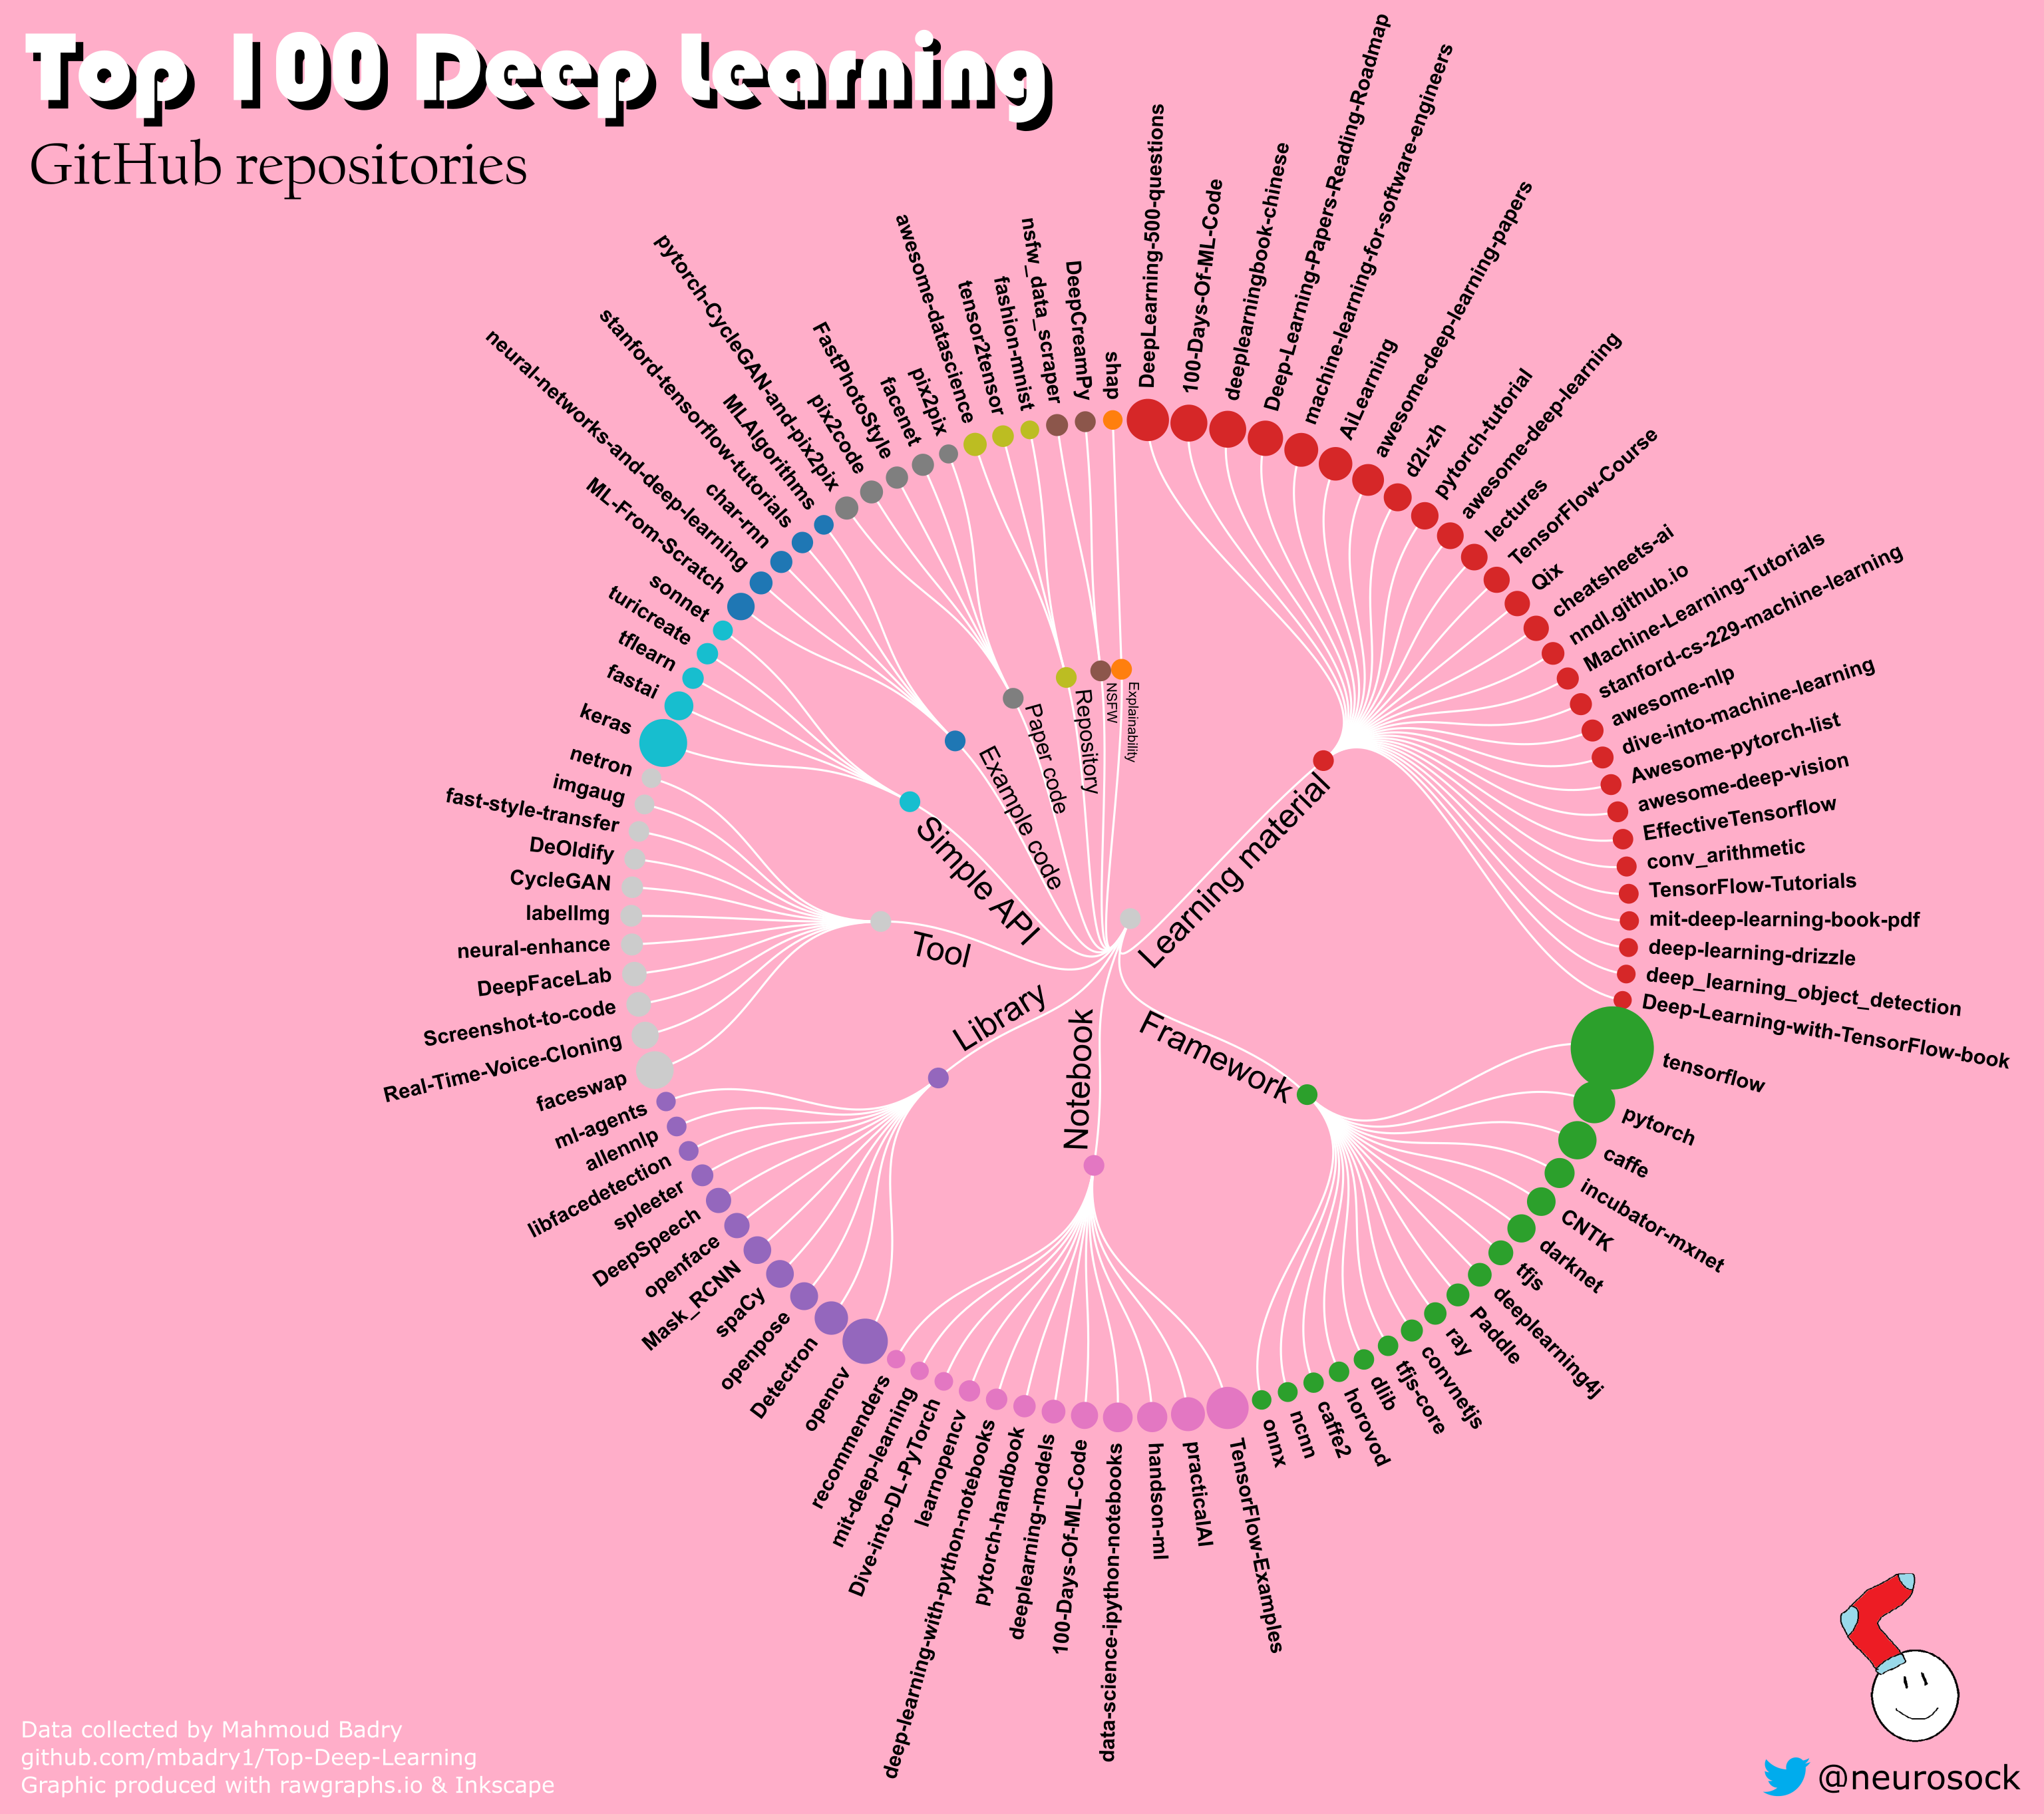 Top 100 Deep Learning
GitHub repositories
DeepLearning-500-questions
100-Days-Of-ML-Code
deeplearningbook-chinese
Deep-Learning-Papers-Reading-Roadmap
machine-learning-for-software-engineers
AiLearning
awesome-deep-learning-papers
d2l-zh
pytorch-tutorial
awesome-deep-learning
lectures
TensorFlow-Course
Qix
cheatsheets-ai
nndl.github.io
Machine-Learning-Tutorials
stanford-cs-229-machine-learning
awesome-nlp
dive-into-machine-learning
Awesome-pytorch-list
awesome-deep-vision
EffectiveTensorflow
conv_arithmetic
TensorFlow-Tutorials
mit-deep-learning-book-pdf
deep-learning-drizzle
deep_learning_object_detection
Deep-Learning-with-TensorFlow-book
tensorflow
pytorch
caffe
incubator-mxnet
CNTK
darknet
tfjs
deeplearning4j
Paddle
ray
convnetjs
tfjs-core
dlib
horovod
caffe2
ncnn
onnx
TensorFlow-Examples
practicalAI
handson-ml
data-science-ipython-notebooks
100-Days-Of-ML-Code
deeplearning-models
pytorch-handbook
deep-learning-with-python-notebooks
learnopencv
Dive-into-DL-PyTorch
mit-deep-learning
recommenders
opencv
Detectron
openpose
spaCy
Mask_RCNN
openface
DeepSpeech
spleeter
libfacedetection
allennlp
ml-agents
faceswap
Real-Time-Voice-Cloning
Screenshot-to-code
DeepFaceLab
neural-enhance
labelImg
CycleGAN
DeOldify
fast-style-transfer
imgaug
netron
keras
fastai
tflearn
turicreate
sonnet
ML-From-Scratch
neural-networks-and-deep-learning
char-rnn
stanford-tensorflow-tutorials
MLAlgorithms
pytorch-CycleGAN-and-pix2pix
pix2code
FastPhotoStyle
facenet
pix2pix
awesome-datascience
tensor2tensor
fashion-mnist
nsfw_data_scraper
DeepCreamPy
shap
Learning material
Framework
Notebook
Library
Tool
Simple API
Example code
Paper code
Repository
NSFW
Explainability
Data collected by Mahmoud Badry
github.com/mbadry1/Top-Deep-Learning
Graphic produced with rawgraphs.io & Inkscape
@neurosock